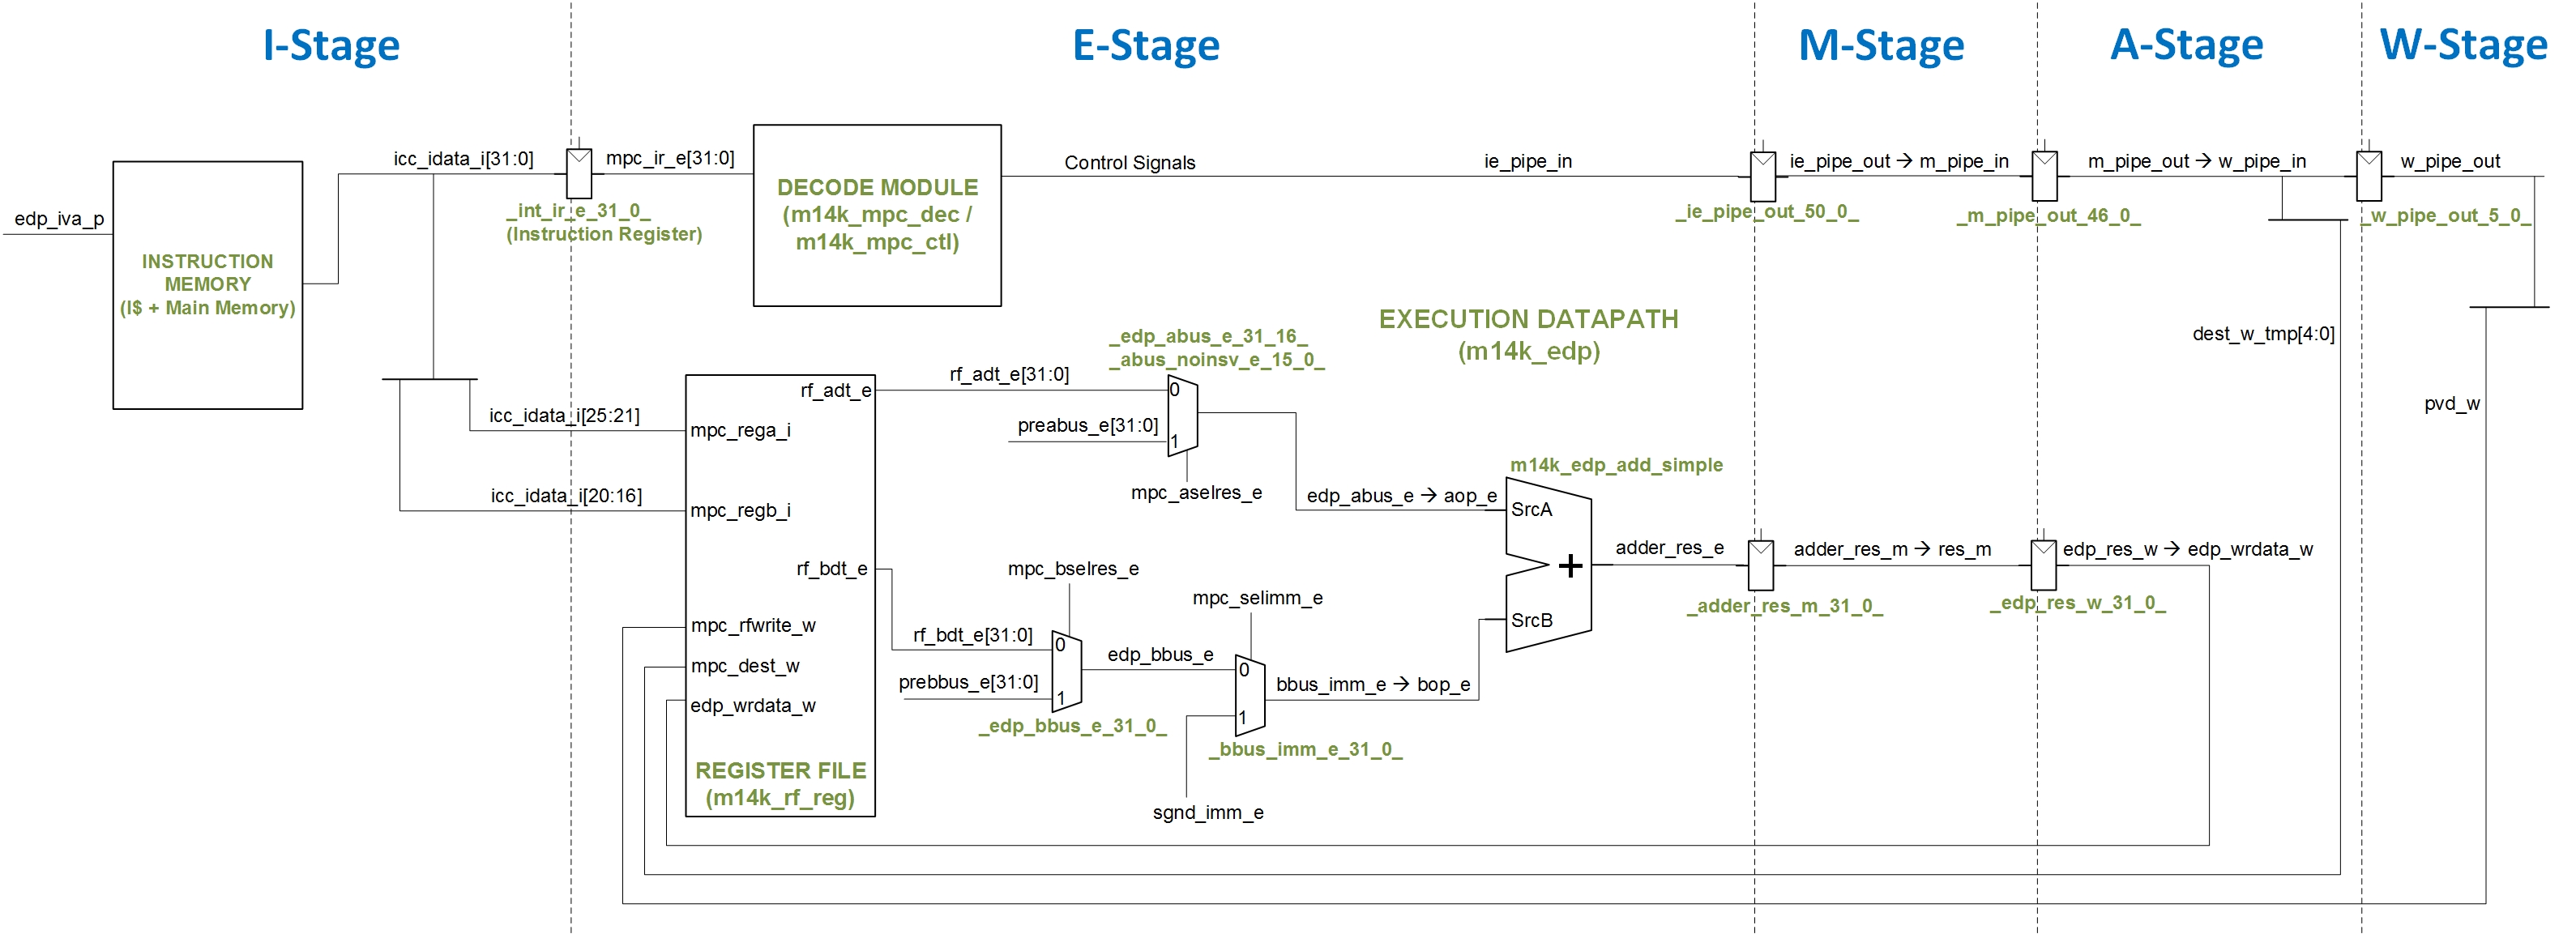 I-Stage
E-Stage
M-Stage
A-Stage
W-Stage
edp_iva_p
INSTRUCTION
MEMORY
(I$ + Main Memory)
icc_idata_i[31:0]
_int_ir_e_31_0_
(Instruction Register)
mpc_ir_e[31:0]
DECODE MODULE
(m14k_mpc_dec /
m14k_mpc_ctl)
Control Signals
ie_pipe_in
_ie_pipe_out_50_0_
ie_pipe_out → m_pipe_in
_m_pipe_out_46_0_
m_pipe_out → w_pipe_in
_w_pipe_out_5_0_
w_pipe_out
EXECUTION DATAPATH
(m14k_edp)
dest_w_tmp[4:0]
pvd_w
icc_idata_i[25:21]
icc_idata_i[20:16]
rf_adt_e
mpc_rega_i
mpc_regb_i
rf_bdt_e
mpc_rfwrite_w
mpc_dest_w
edp_wrdata_w
REGISTER FILE
(m14k_rf_reg)
_edp_abus_e_31_16_
_abus_noinsv_e_15_0_
rf_adt_e[31:0]
0
preabus_e[31:0]
1
mpc_aselres_e
edp_abus_e → aop_e
m14k_edp_add_simple
SrcA
+
SrcB
mpc_bselres_e
rf_bdt_e[31:0]
0
prebbus_e[31:0]
1
_edp_bbus_e_31_0_
edp_bbus_e
mpc_selimm_e
0
1
bbus_imm_e → bop_e
_bbus_imm_e_31_0_
sgnd_imm_e
adder_res_e
_adder_res_m_31_0_
adder_res_m → res_m
_edp_res_w_31_0_
edp_res_w → edp_wrdata_w